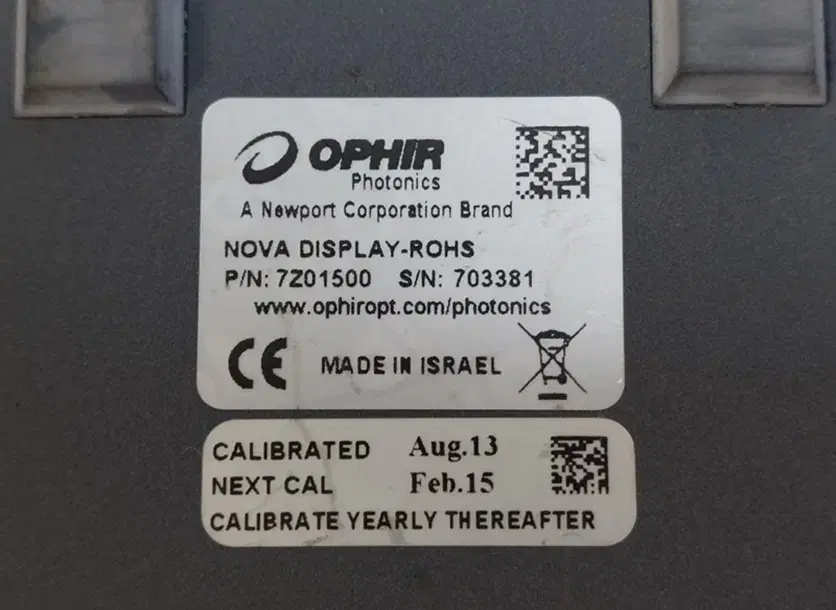 OPHIR
Photonics
A Newport Corporation Brand
NOVA DISPLAY-ROHS
P/N: 7Z01500 S/N: 703381
www.ophiropt.com/photonics
CE MADE IN ISRAEL
CALIBRATED Aug.13
NEXT CAL Feb.15
CALIBRATE YEARLY THEREAFTER